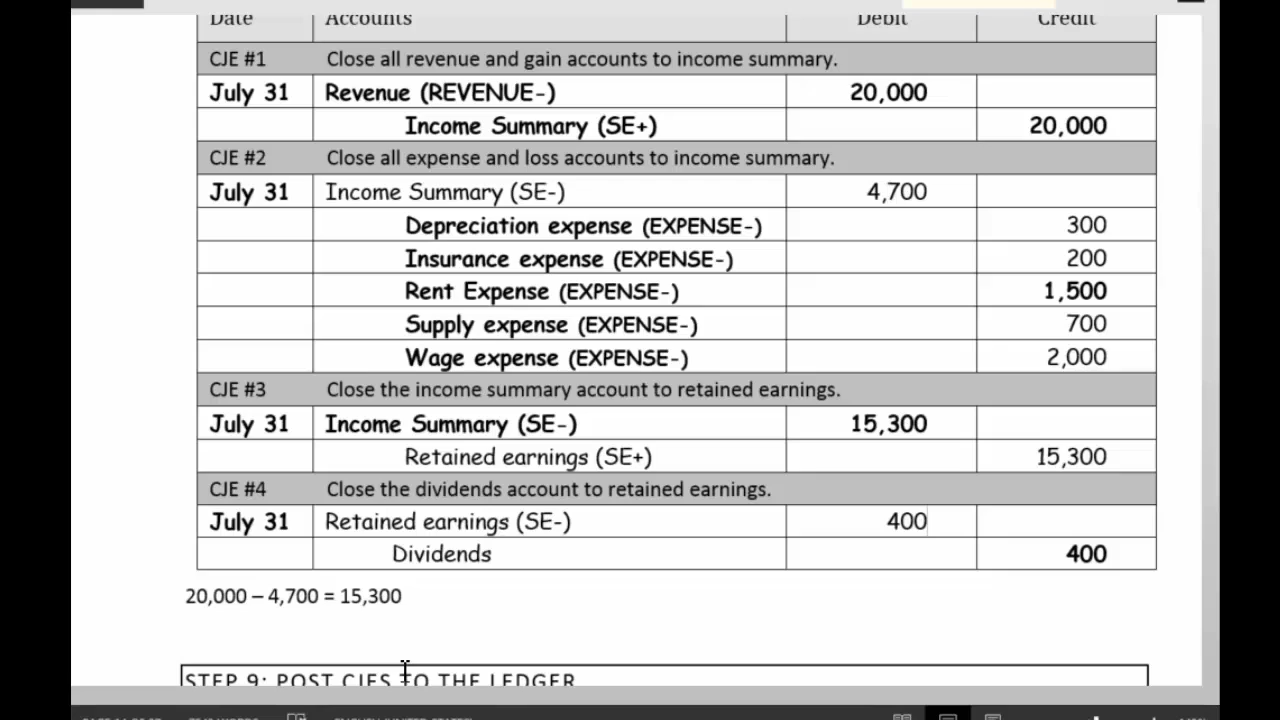 Date Accounts Debit Credit
CJE #1 Close all revenue and gain accounts to income summary.
July 31 Revenue (REVENUE-) 20,000
Income Summary (SE+) 20,000
CJE #2 Close all expense and loss accounts to income summary.
July 31 Income Summary (SE-) 4,700
Depreciation expense (EXPENSE-) 300
Insurance expense (EXPENSE-) 200
Rent Expense (EXPENSE-) 1,500
Supply expense (EXPENSE-) 700
Wage expense (EXPENSE-) 2,000
CJE #3 Close the income summary account to retained earnings.
July 31 Income Summary (SE-) 15,300
Retained earnings (SE+) 15,300
CJE #4 Close the dividends account to retained earnings.
July 31 Retained earnings (SE-) 400
Dividends 400
20,000 – 4,700 = 15,300
STEP 9: POST CJES TO THE LEDGER